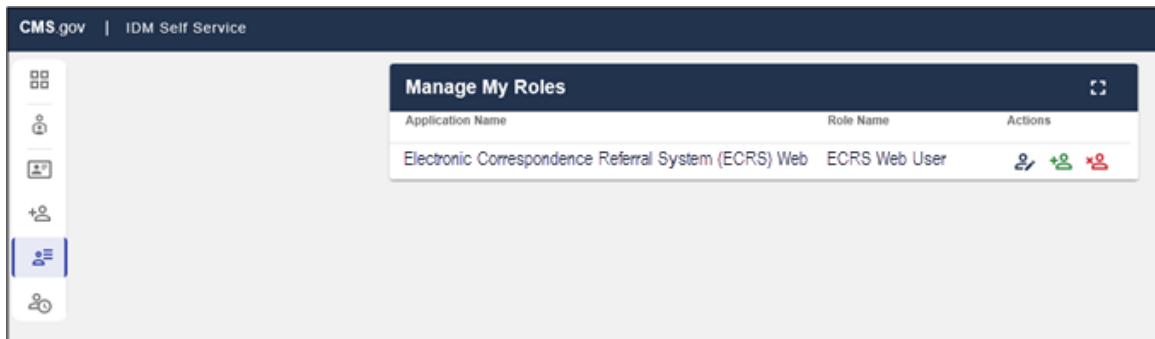 CMS.gov | IDM Self Service
Manage My Roles
Application Name Role Name Actions
Electronic Correspondence Referral System (ECRS) Web ECRS Web User